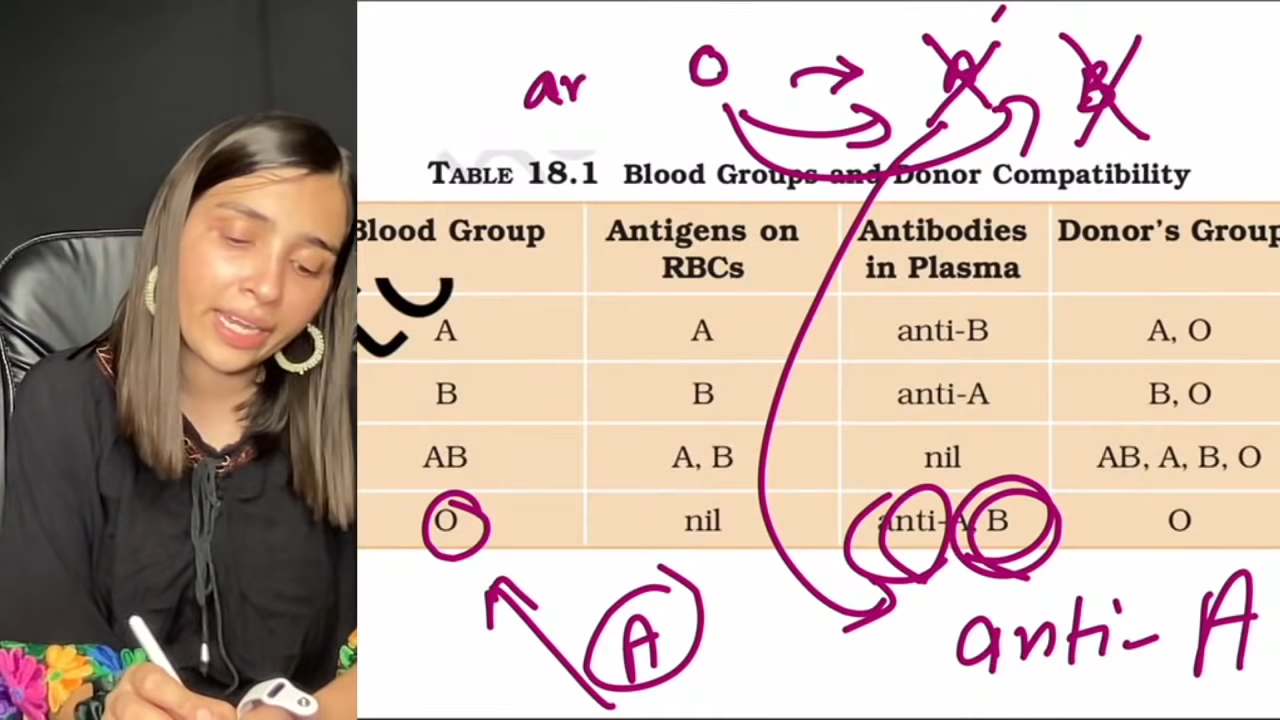 ar O → A B
TABLE 18.1 Blood Groups and Donor Compatibility
Blood Group Antigens on RBCs Antibodies in Plasma Donor's Group
A A anti-B A, O
B B anti-A B, O
AB A, B nil AB, A, B, O
O nil anti-A, B O
A anti-A